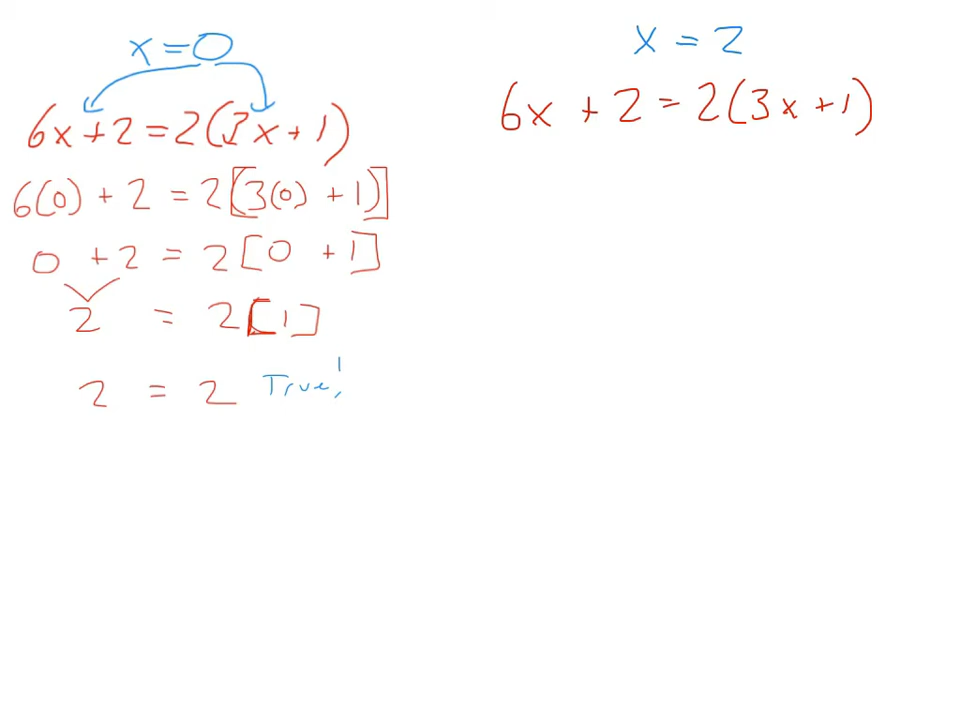 x = 0
6x + 2 = 2(3x + 1)
6(0) + 2 = 2[(3(0) + 1)]
0 + 2 = 2[0 + 1]
2 = 2[1]
2 = 2 True!
x = 2
6x + 2 = 2(3x + 1)